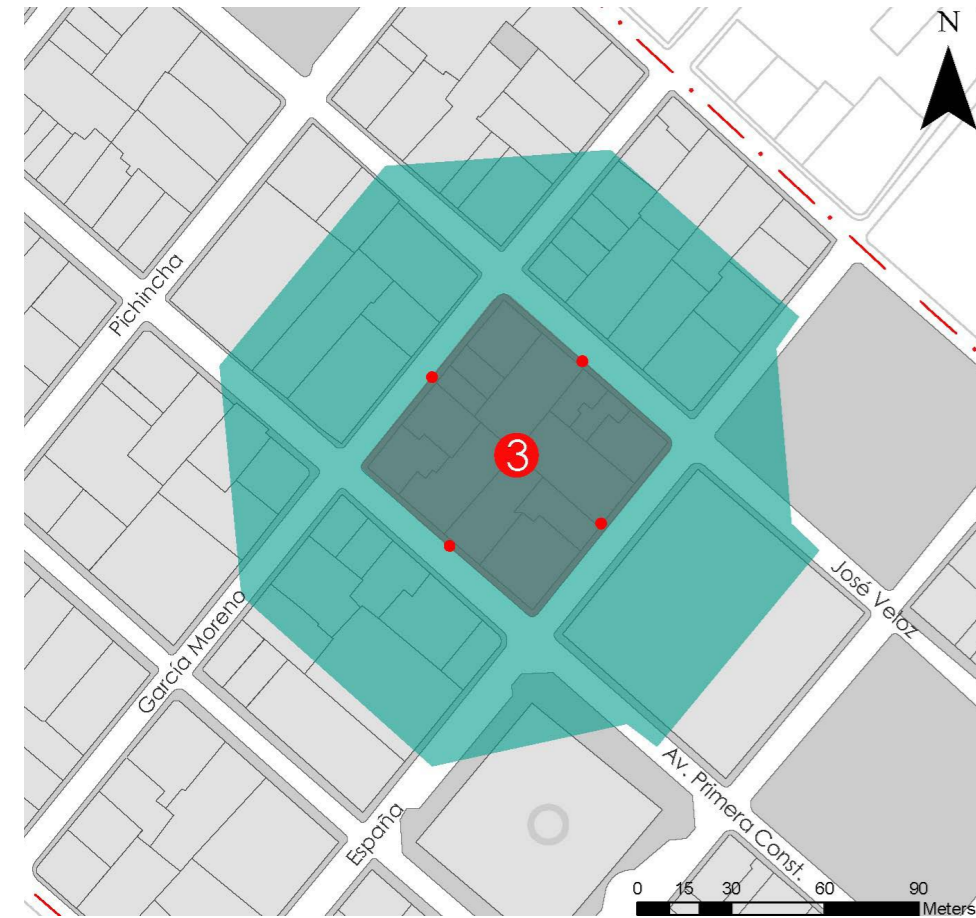 N
Pichincha
3
José Veloz
García Moreno
Av. Primera Const.
España
0 15 30 60 90
Meters